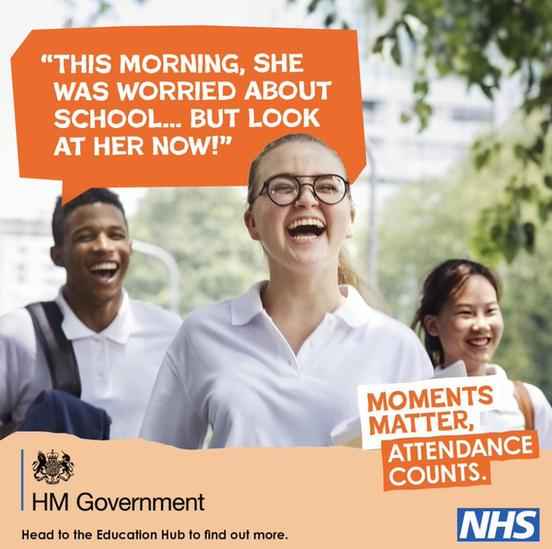 “THIS MORNING, SHE
WAS WORRIED ABOUT
SCHOOL... BUT LOOK
AT HER NOW!”
MOMENTS
MATTER,
ATTENDANCE
COUNTS.
HM Government
Head to the Education Hub to find out more.
NHS